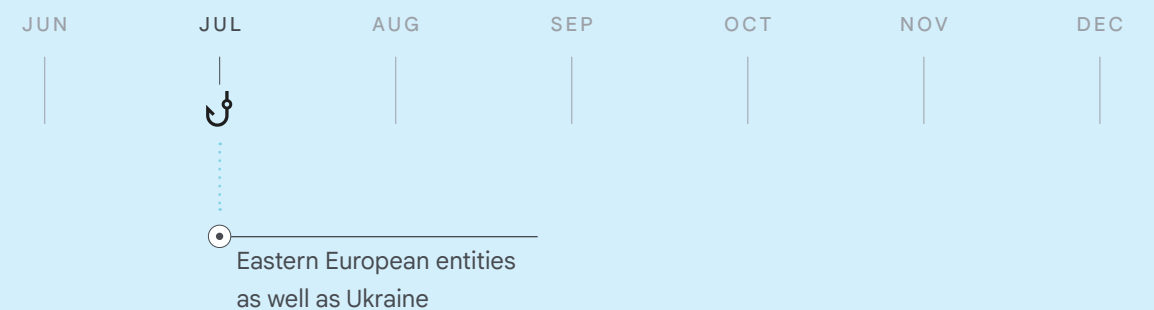 JUN JUL AUG SEP OCT NOV DEC
Eastern European entities
as well as Ukraine